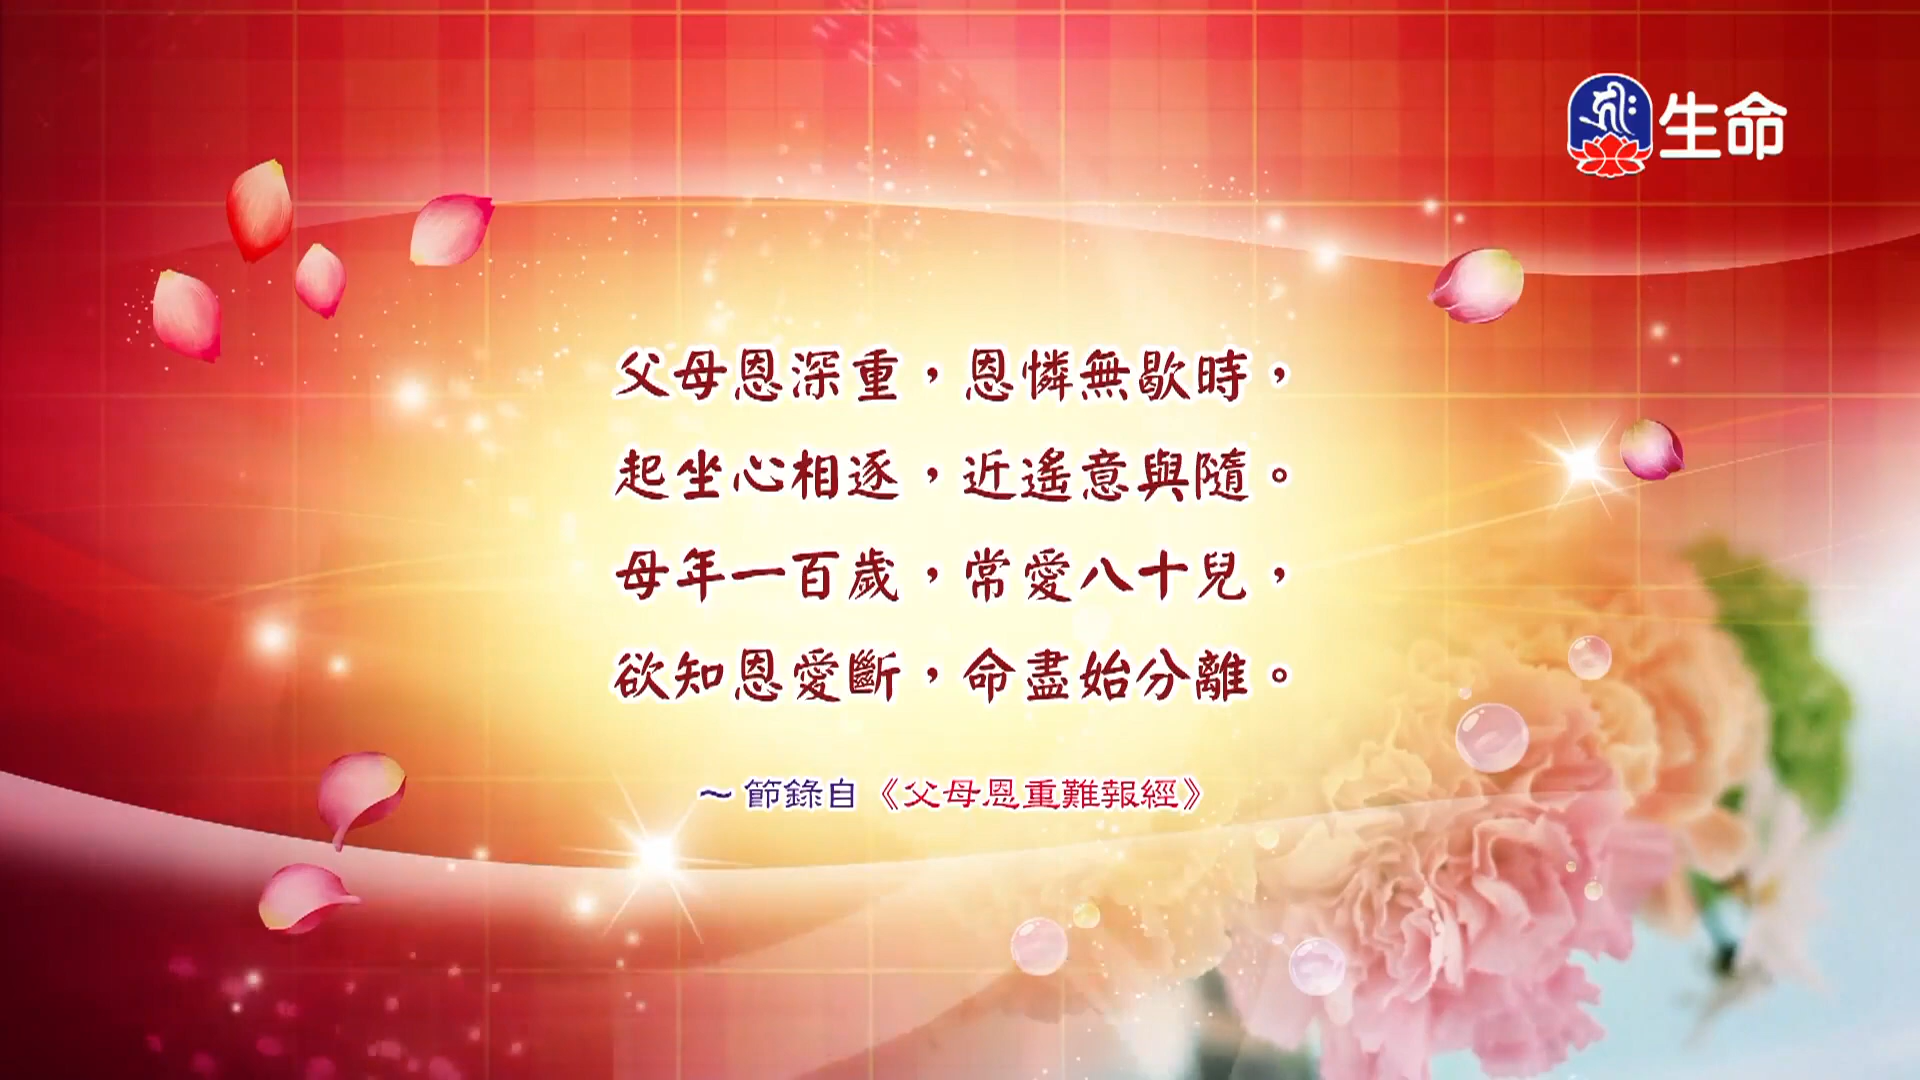 生命
父母恩深重，恩憐無歇時，
起坐心相逐，近遙意與隨。
母年一百歲，常愛八十兒，
欲知恩愛斷，命盡始分離。
～節錄自《父母恩重難報經》